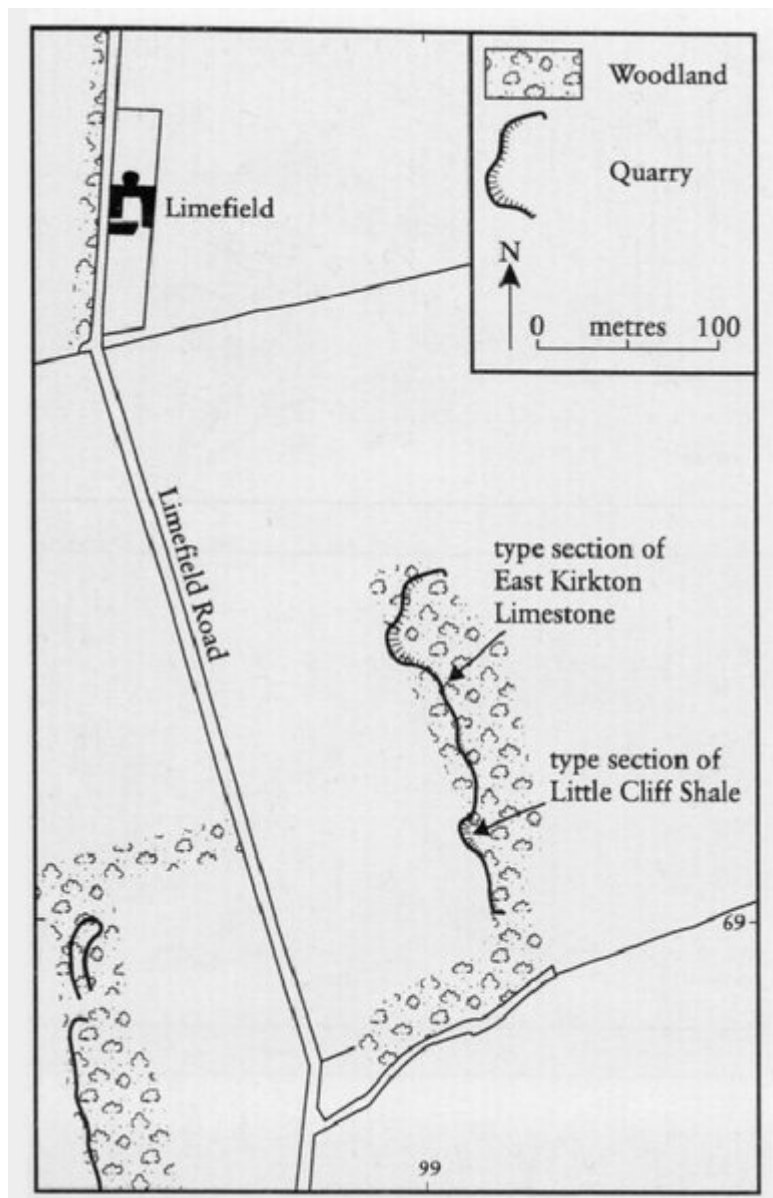 Woodland
Quarry
N
0 metres 100
Limefield
Limefield Road
type section of
East Kirkton
Limestone
type section of
Little Cliff Shale
69
99